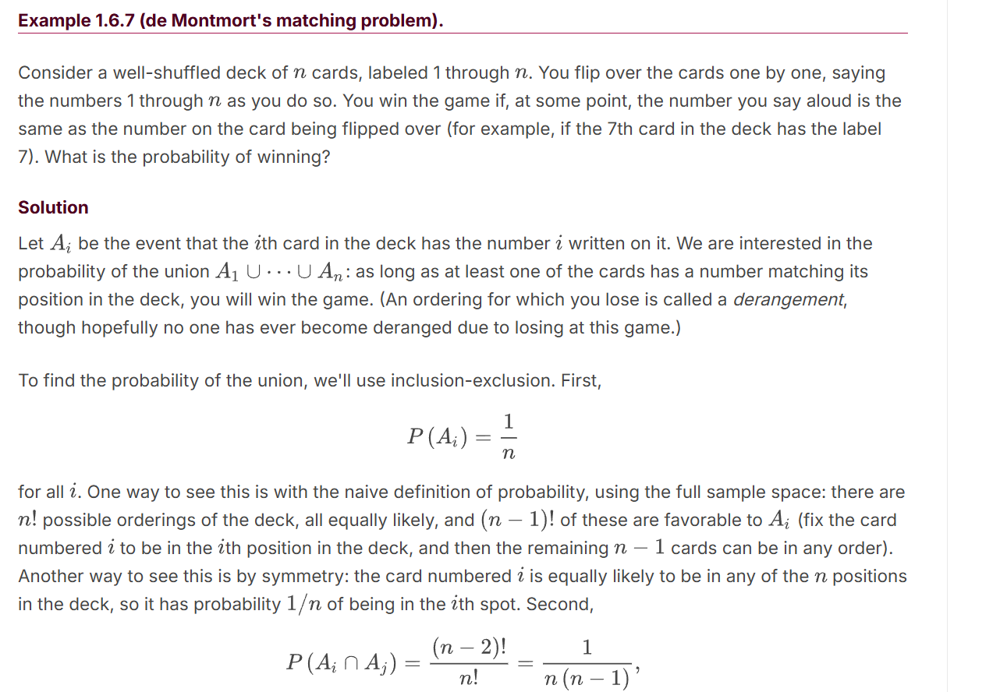 Example 1.6.7 (de Montmort's matching problem).
Consider a well-shuffled deck of n cards, labeled 1 through n. You flip over the cards one by one, saying
the numbers 1 through n as you do so. You win the game if, at some point, the number you say aloud is the
same as the number on the card being flipped over (for example, if the 7th card in the deck has the label
7). What is the probability of winning?
Solution
Let A_i be the event that the ith card in the deck has the number i written on it. We are interested in the
probability of the union A_1 ∪ ⋯ ∪ A_n: as long as at least one of the cards has a number matching its
position in the deck, you will win the game. (An ordering for which you lose is called a derangement,
though hopefully no one has ever become deranged due to losing at this game.)
To find the probability of the union, we'll use inclusion-exclusion. First,
P(A_i) = 1/n
for all i. One way to see this is with the naive definition of probability, using the full sample space: there are
n! possible orderings of the deck, all equally likely, and (n − 1)! of these are favorable to A_i (fix the card
numbered i to be in the ith position in the deck, and then the remaining n − 1 cards can be in any order).
Another way to see this is by symmetry: the card numbered i is equally likely to be in any of the n positions
in the deck, so it has probability 1/n of being in the ith spot. Second,
P(A_i ∩ A_j) = (n − 2)!/n! = 1/(n(n − 1)),